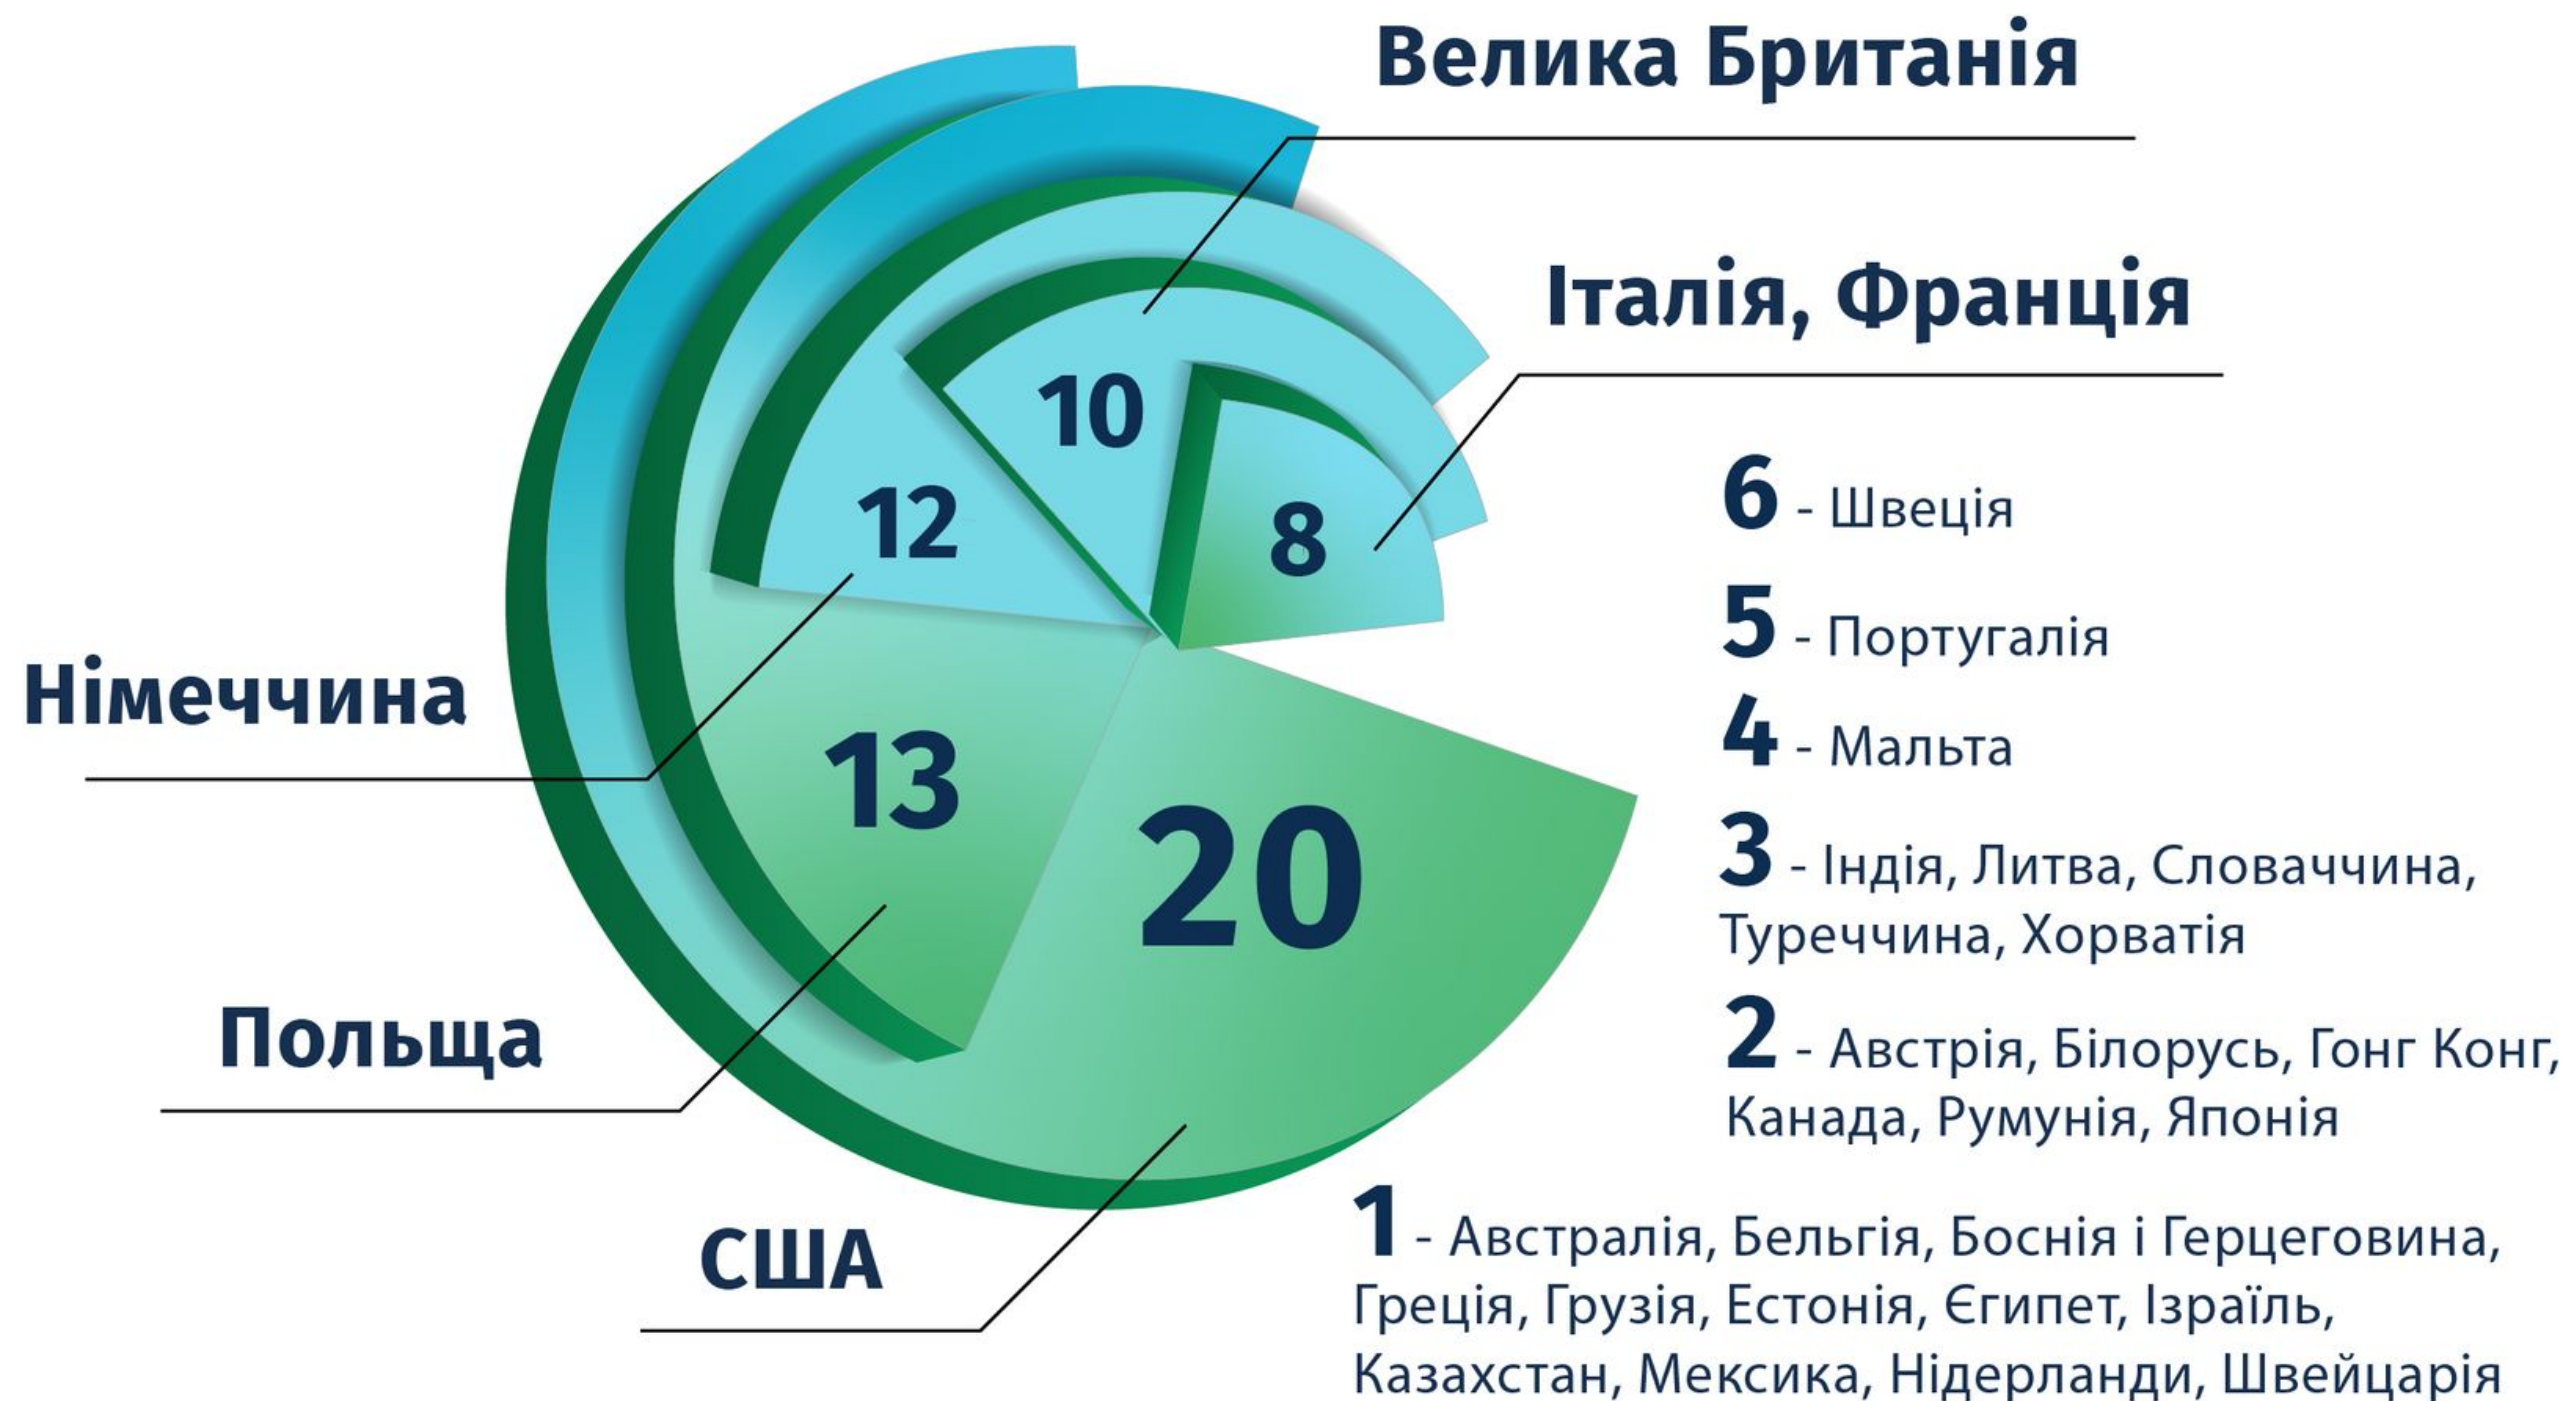 Велика Британія
Італія, Франція
10
12
8
Німеччина
13
20
Польща
США
6 - Швеція
5 - Португалія
4 - Мальта
3 - Індія, Литва, Словаччина,
Туреччина, Хорватія
2 - Австрія, Білорусь, Гонг Конг,
Канада, Румунія, Японія
1 - Австралія, Бельгія, Боснія і Герцеговина,
Греція, Грузія, Естонія, Єгипет, Ізраїль,
Казахстан, Мексика, Нідерланди, Швейцарія